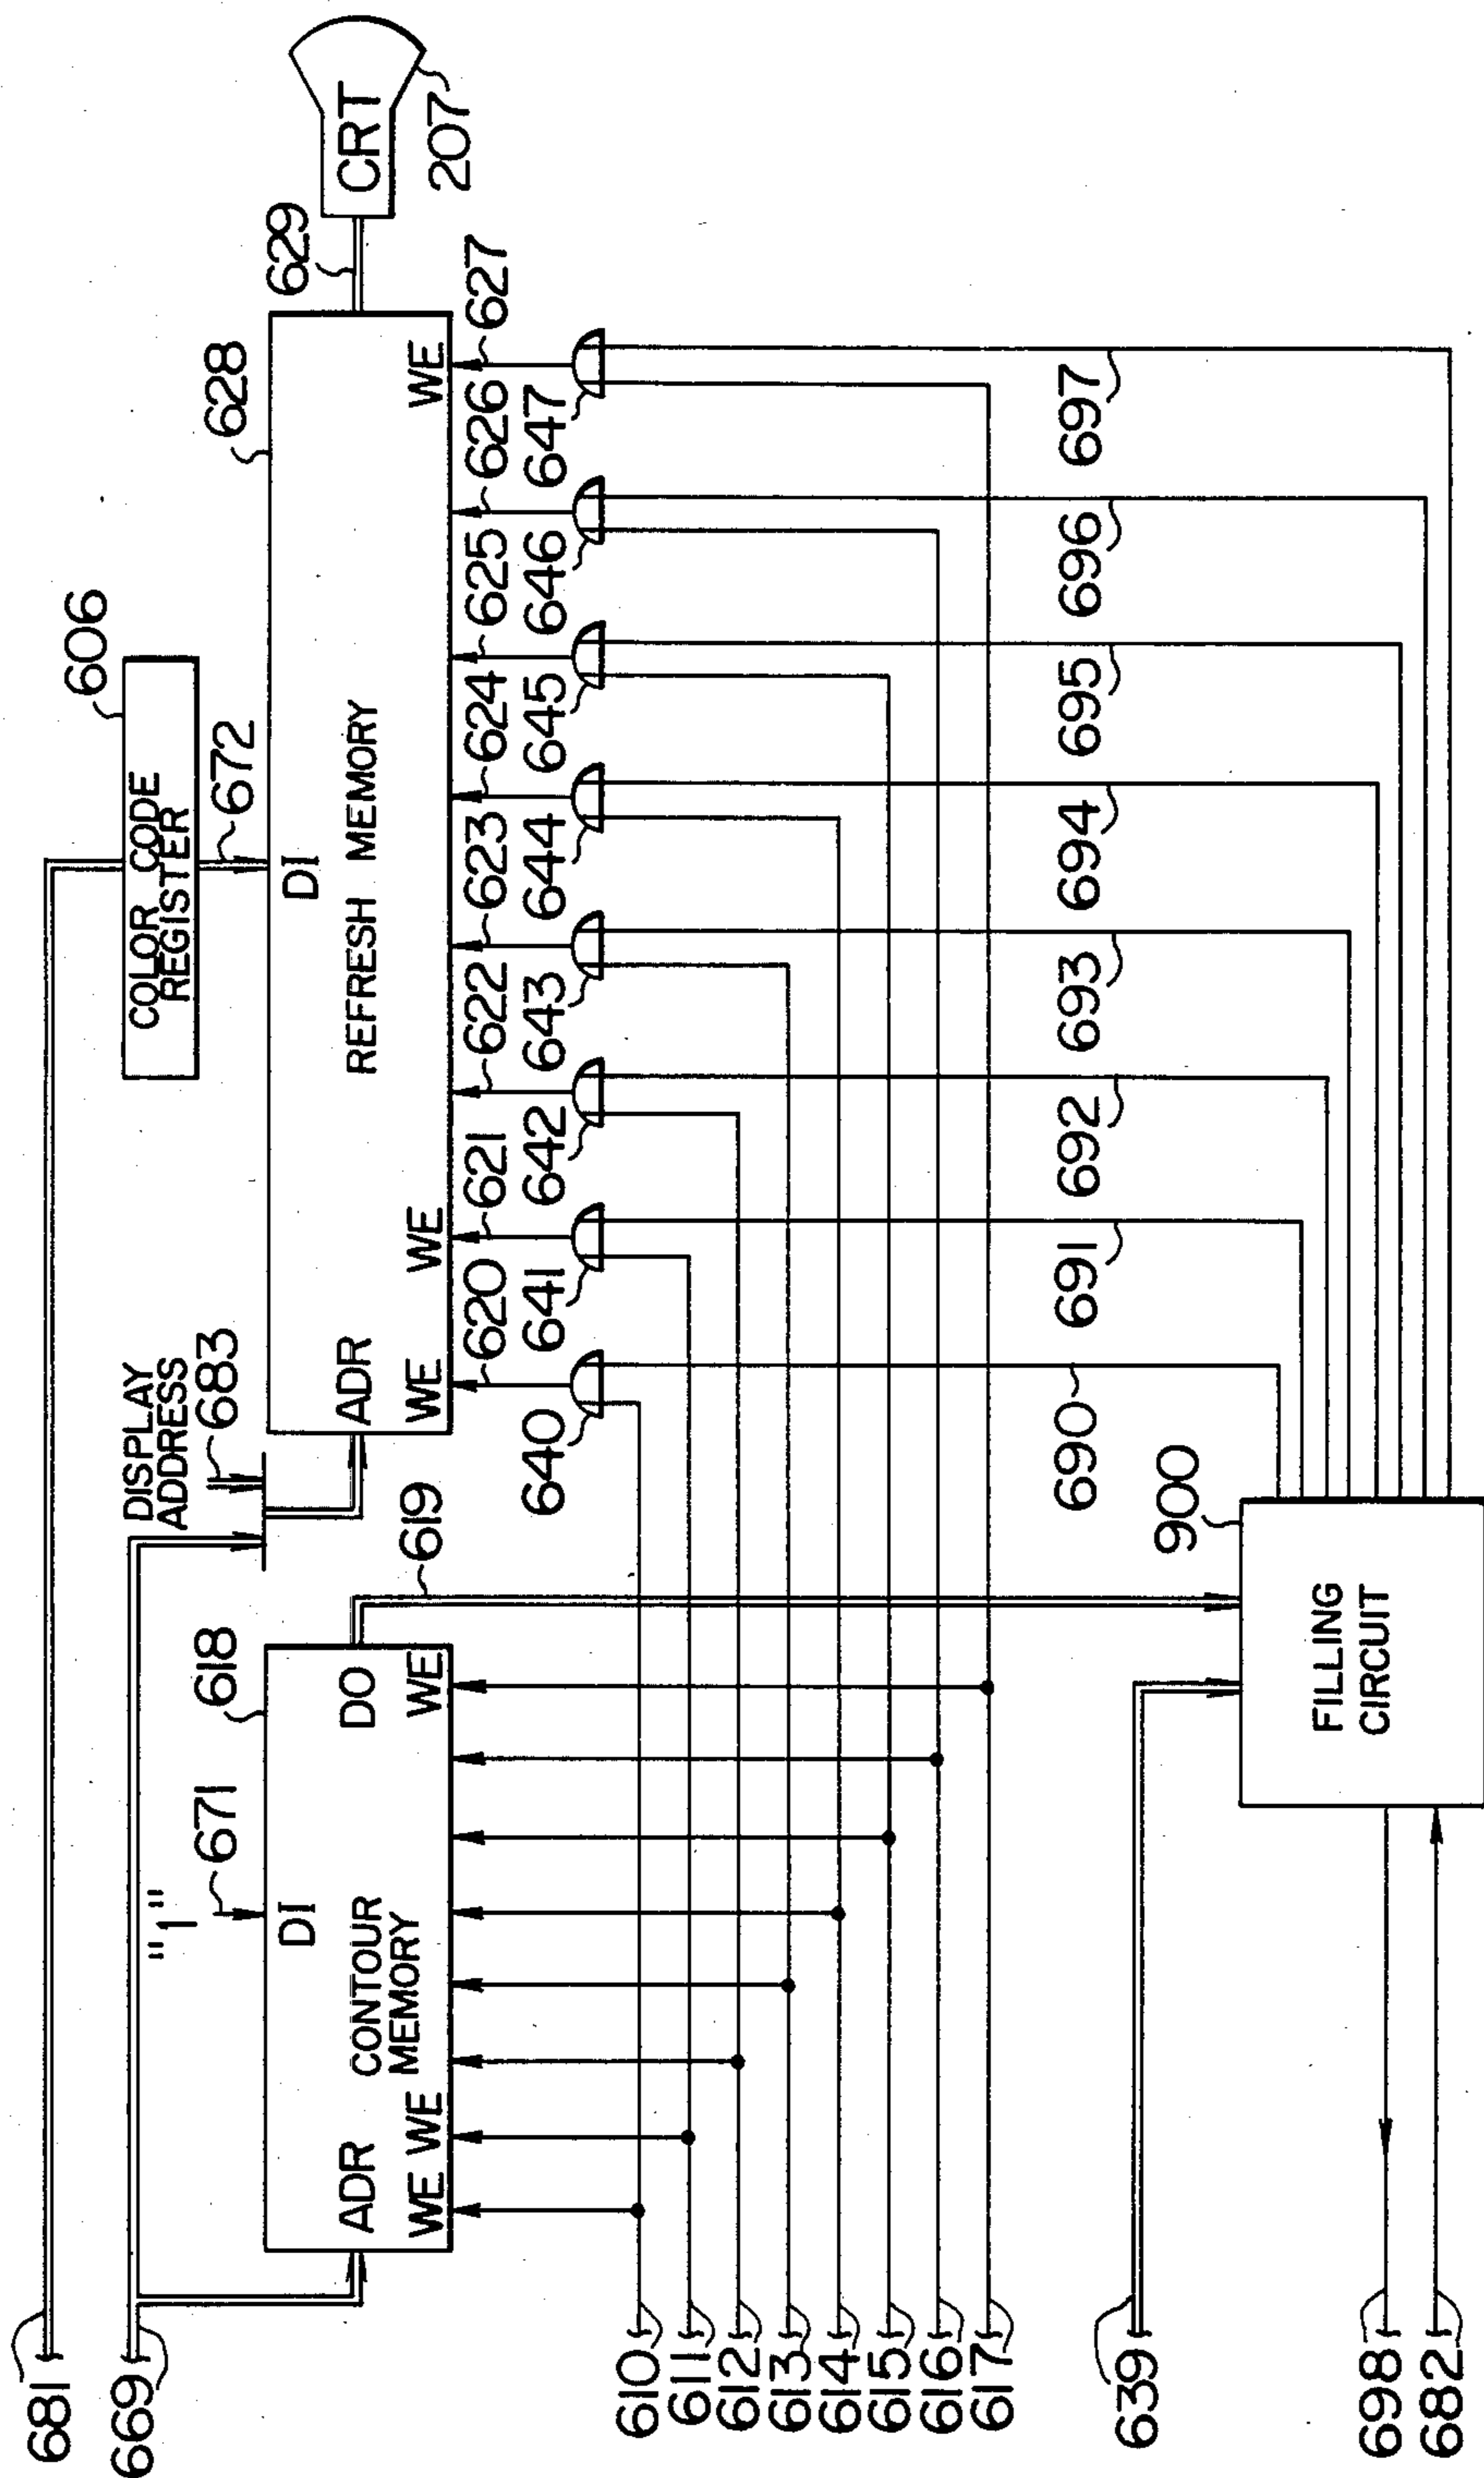 681
669
"1"
671
618
DI
DO
ADR
CONTOUR
MEMORY
WE WE
WE
619
DISPLAY
ADDRESS
683
606
COLOR CODE
REGISTER
672
628
DI
REFRESH MEMORY
ADR
WE
WE
WE
629
CRT
207
620
621
622
623
624
625
626
627
640
641
642
643
644
645
646
647
610
611
612
613
614
615
616
617
690
691
692
693
694
695
696
697
900
FILLING
CIRCUIT
639
698
682